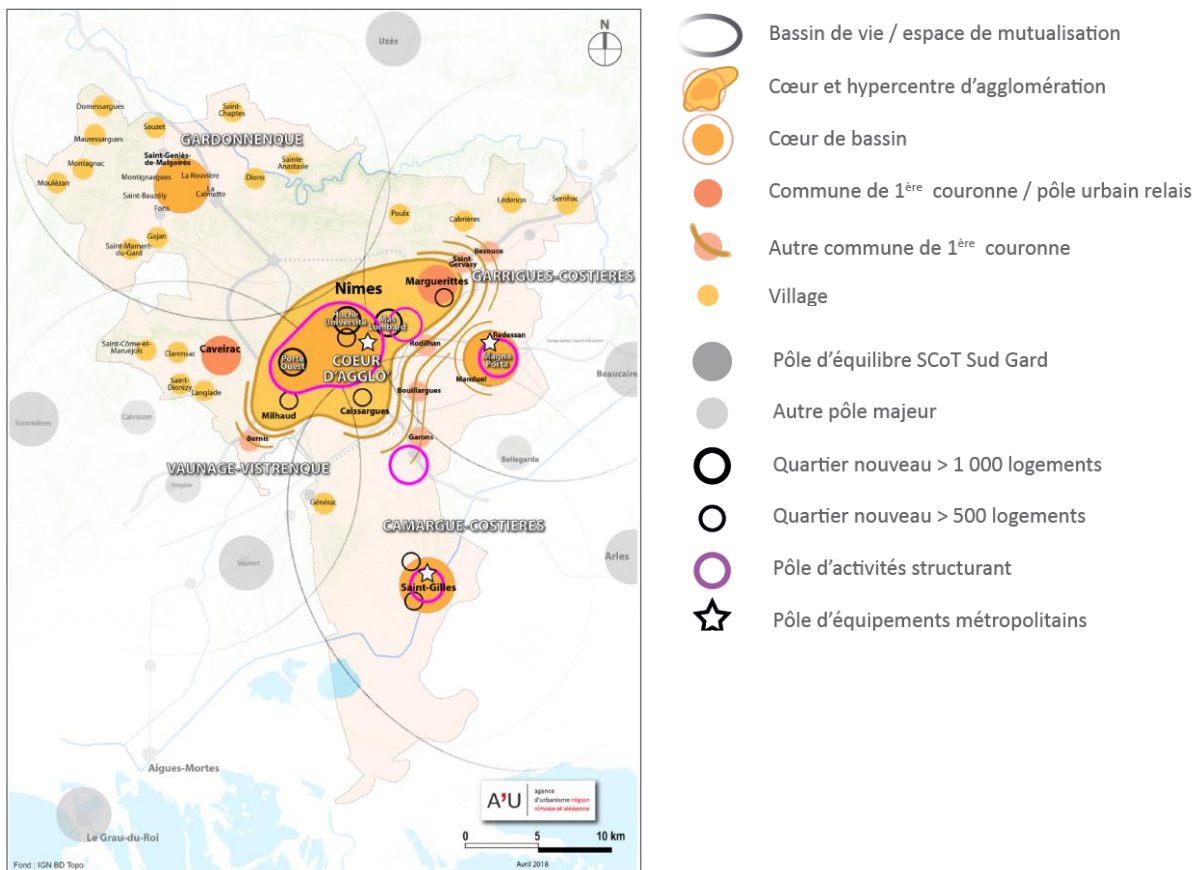 N
Uzès
Domessargues
Saint-
Chaptes
Sauzet
Mauressargues
GARDONNENQUE
Saint-Geniès-
de-Malgoirès
Montagnac
Sainte
Anastasie
Moulézan
Montignargues
La Rouvière
Dions
La
Calmette
Saint-Bauzély
Fons
Lédenon
Sernhac
Poulx
Cabrières
Gajan
Saint-Mamert-
du-Gard
Bezouce
Saint-
Gervasy
GARRIGUES-COSTIERES
Marguerittes
Nîmes
Hoche
Université
Mas
Lombard
Redessan
Rodilhan
Saint-Côme-et-
Maruéjols
Clarensac
Caveirac
Porte
Ouest
COEUR
D'AGGLO'
Magna
Porta
Beaucaire
Manduel
Saint-
Dionizy
Langlade
Bouillargues
Milhaud
Caissargues
Sommières
Calvisson
Bernis
Garons
Bellegarde
VAUNAGE-VISTRENQUE
Vergèze
Générac
CAMARGUE-COSTIERES
Vauvert
Arles
Saint-Gilles
Aigues-Mortes
Le Grau-du-Roi
A'U
agence
d'urbanisme région
nîmoise et alésienne
0 5 10 km
Fond : IGN BD Topo
Avril 2018
Bassin de vie / espace de mutualisation
Cœur et hypercentre d'agglomération
Cœur de bassin
Commune de 1ère couronne / pôle urbain relais
Autre commune de 1ère couronne
Village
Pôle d'équilibre SCoT Sud Gard
Autre pôle majeur
Quartier nouveau > 1 000 logements
Quartier nouveau > 500 logements
Pôle d'activités structurant
Pôle d'équipements métropolitains